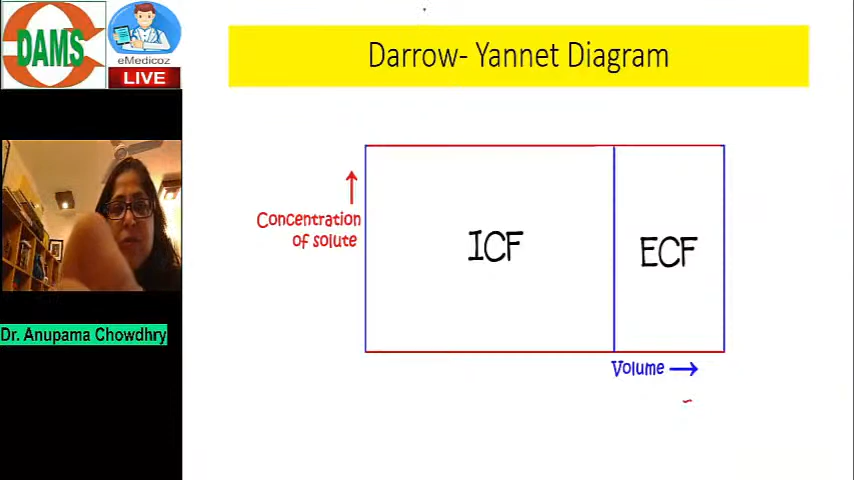 DAMS
eMedicoz
LIVE
Darrow- Yannet Diagram
Concentration
of solute
ICF
ECF
Dr. Anupama Chowdhry
Volume